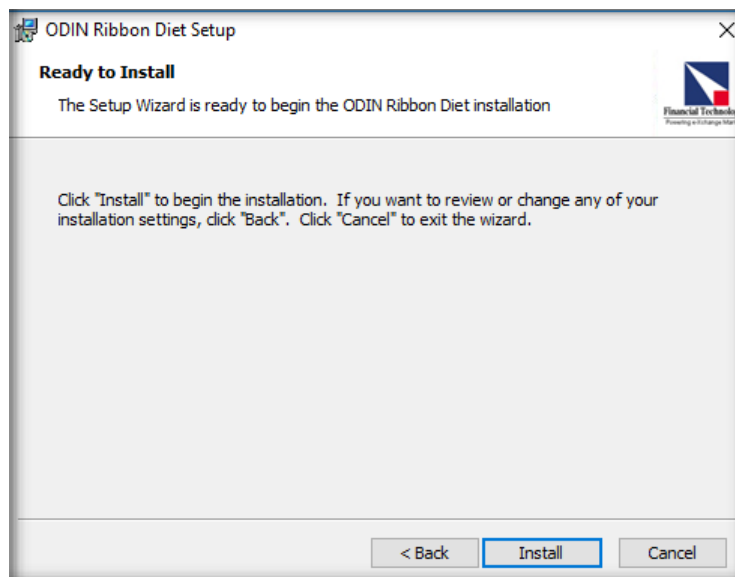 ODIN Ribbon Diet Setup
Ready to Install
The Setup Wizard is ready to begin the ODIN Ribbon Diet installation
Financial Technolo
Click "Install" to begin the installation. If you want to review or change any of your
installation settings, click "Back". Click "Cancel" to exit the wizard.
< Back
Install
Cancel